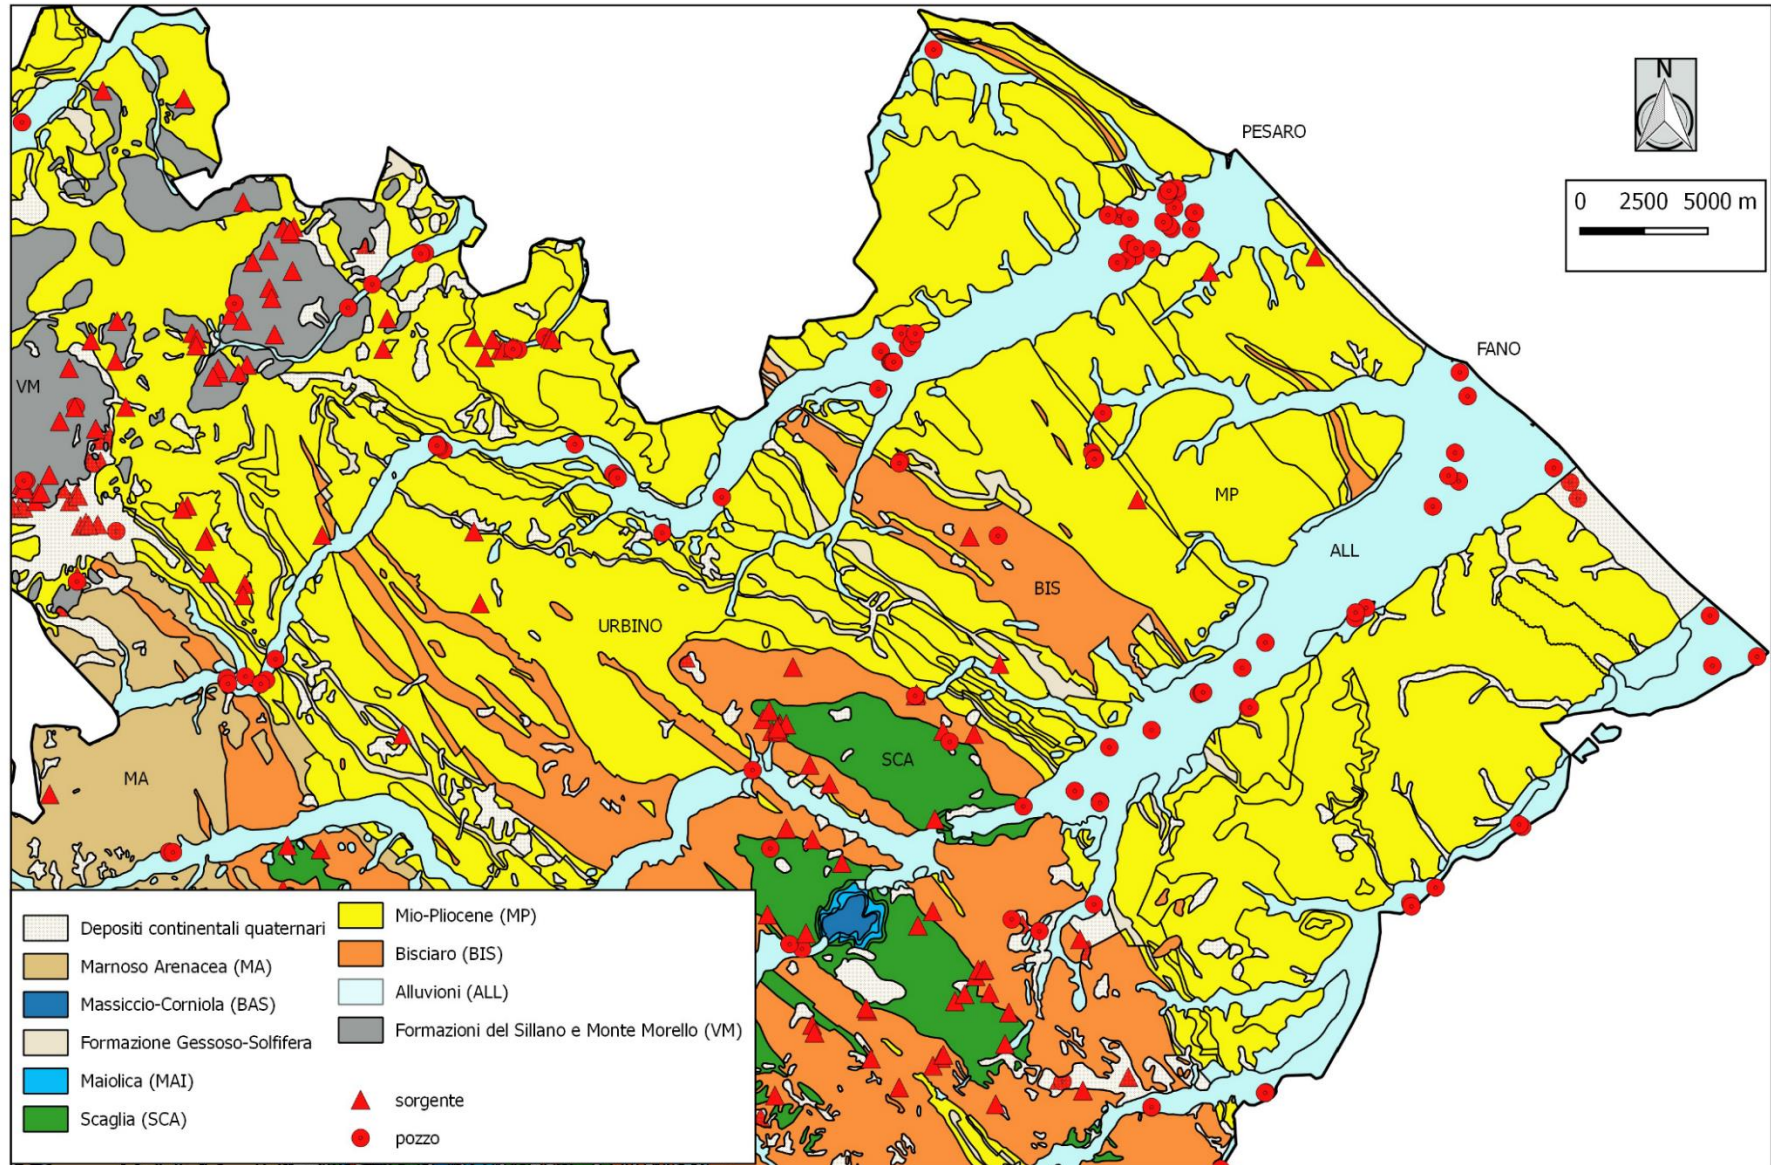 N
PESARO
0 2500 5000 m
FANO
VM
MP
ALL
BIS
URBINO
SCA
MA
Depositi continentali quaternari
Marnoso Arenacea (MA)
Massiccio-Corniola (BAS)
Formazione Gessoso-Solfifera
Maiolica (MAI)
Scaglia (SCA)
Mio-Pliocene (MP)
Bisciaro (BIS)
Alluvioni (ALL)
Formazioni del Sillano e Monte Morello (VM)
sorgente
pozzo